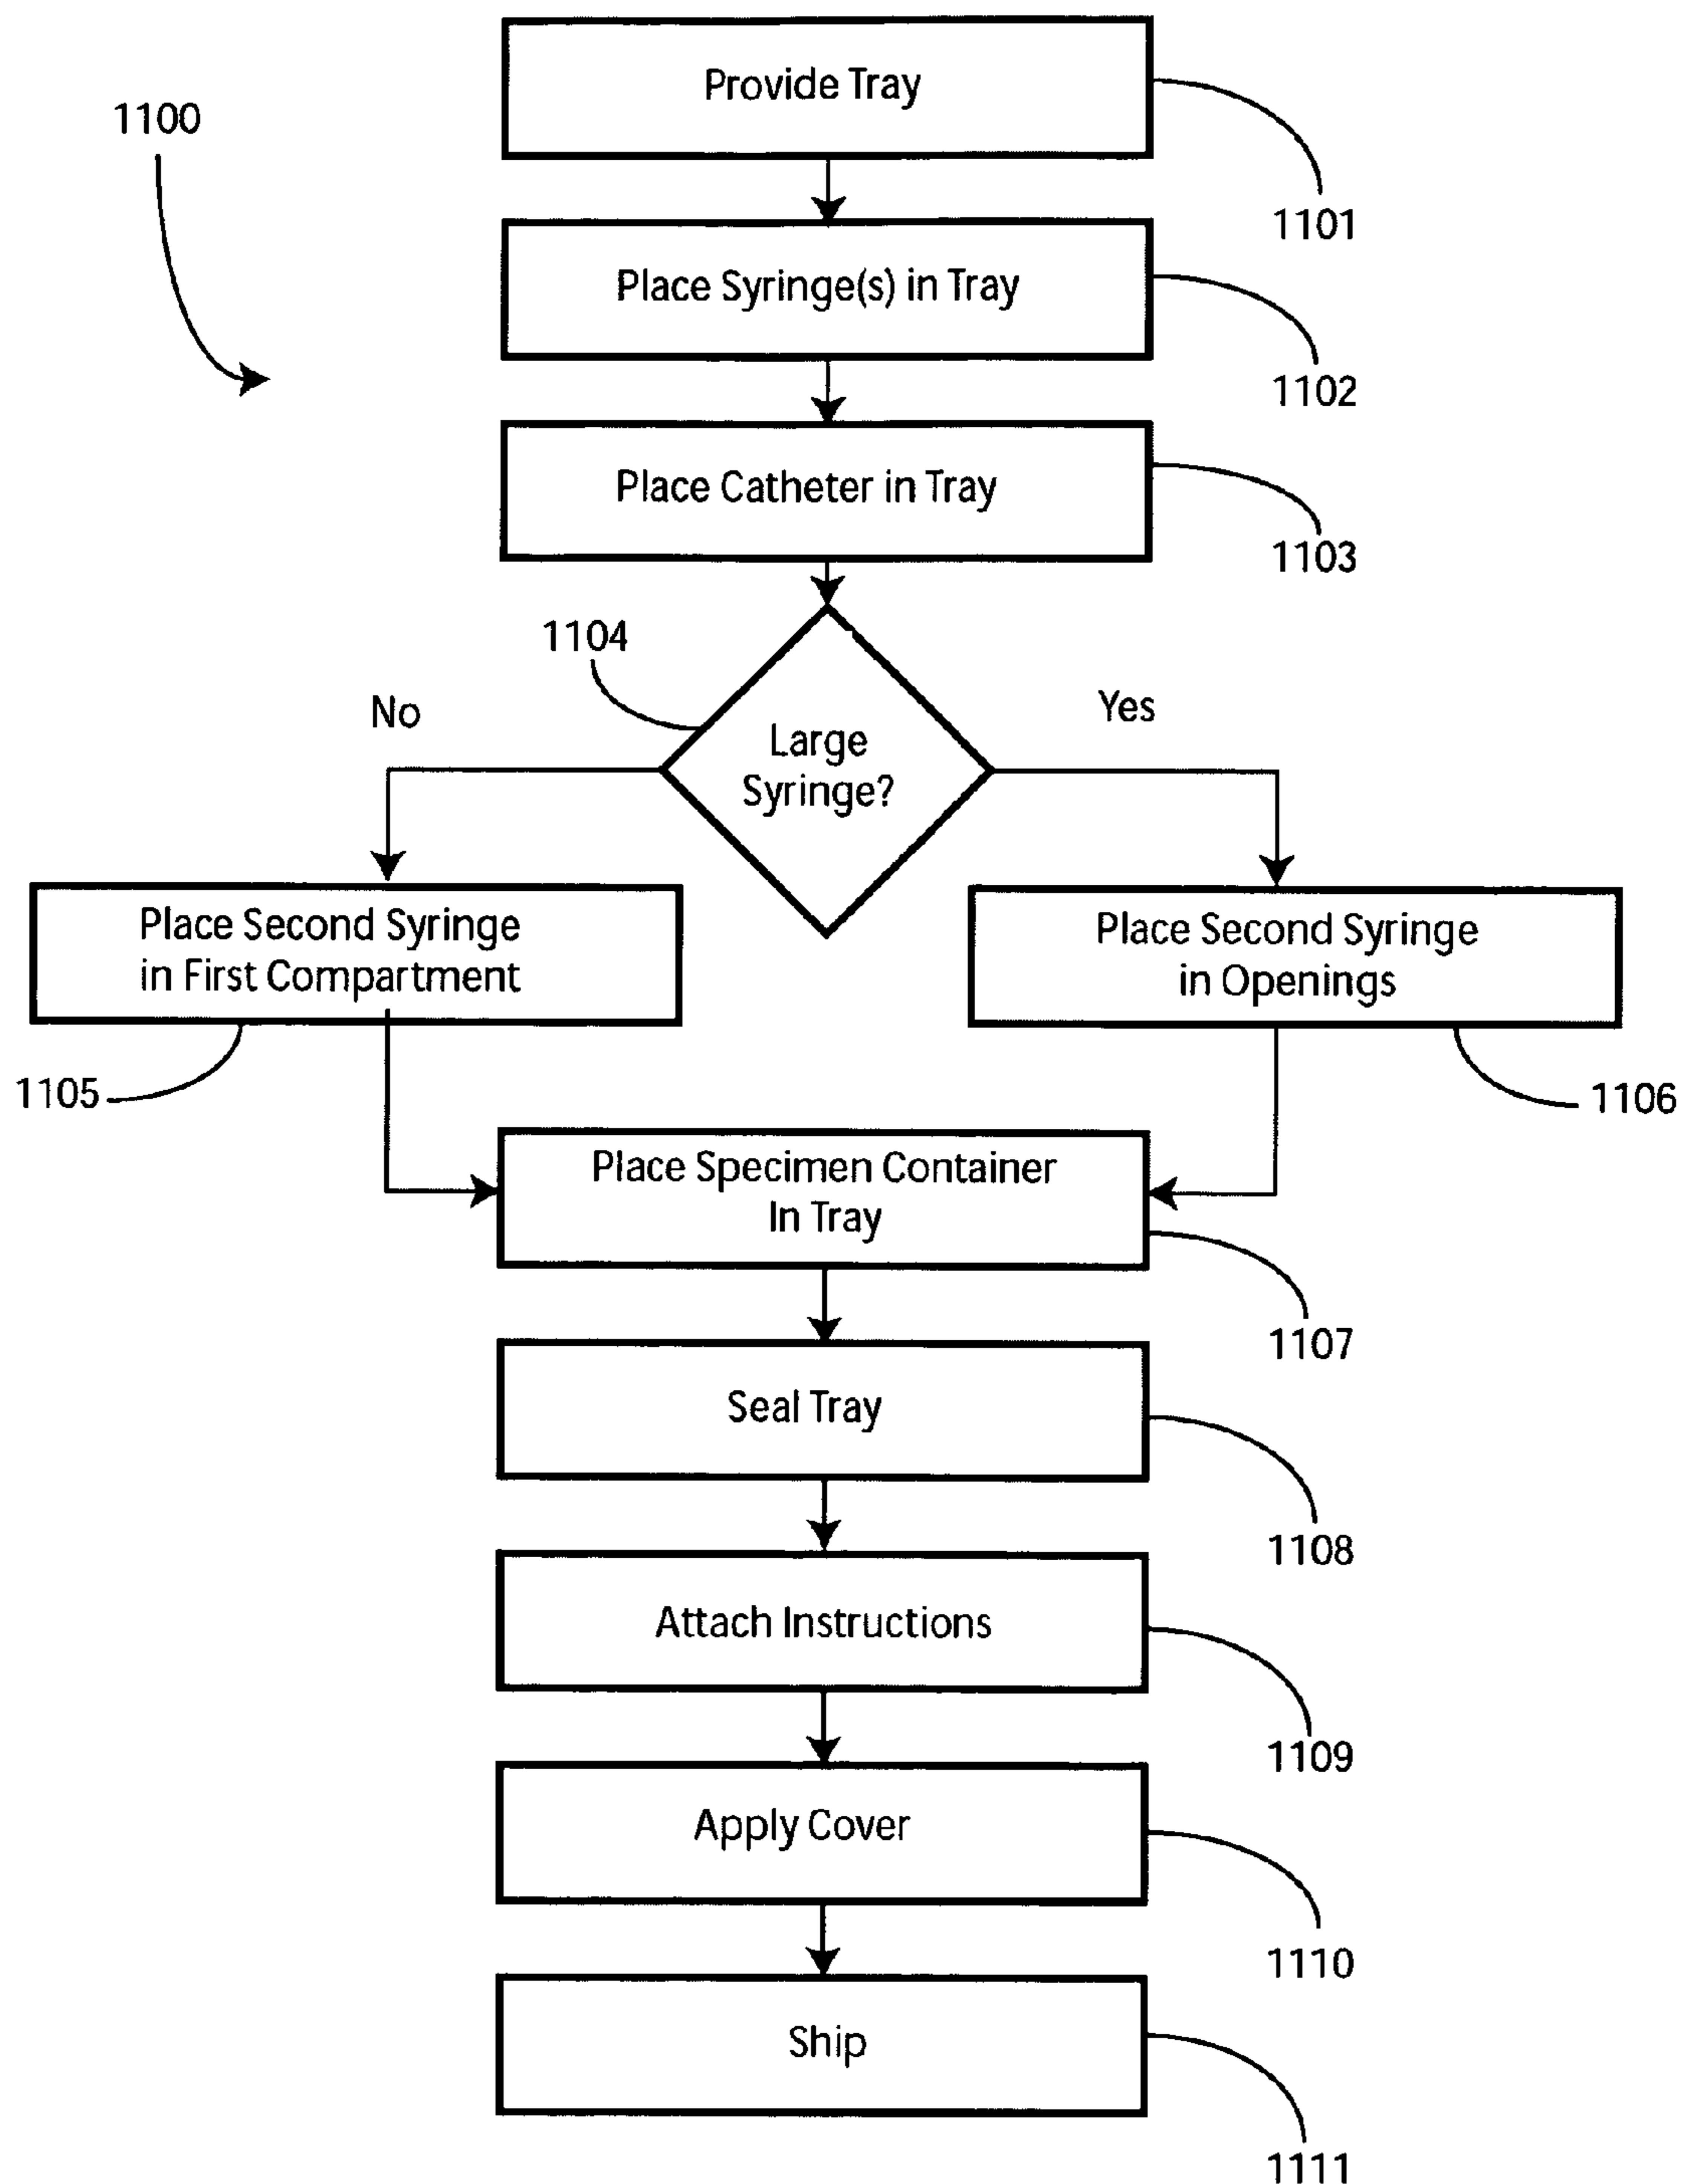 Provide Tray
1100
1101
Place Syringe(s) in Tray
1102
Place Catheter in Tray
1103
1104
No
Yes
Large
Syringe?
Place Second Syringe
in First Compartment
Place Second Syringe
in Openings
1105
1106
Place Specimen Container
In Tray
1107
Seal Tray
1108
Attach Instructions
1109
Apply Cover
1110
Ship
1111